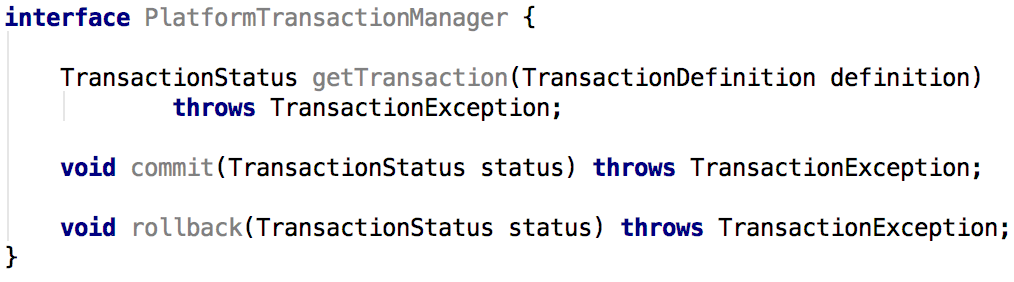 interface PlatformTransactionManager {
TransactionStatus getTransaction(TransactionDefinition definition)
throws TransactionException;
void commit(TransactionStatus status) throws TransactionException;
void rollback(TransactionStatus status) throws TransactionException;
}